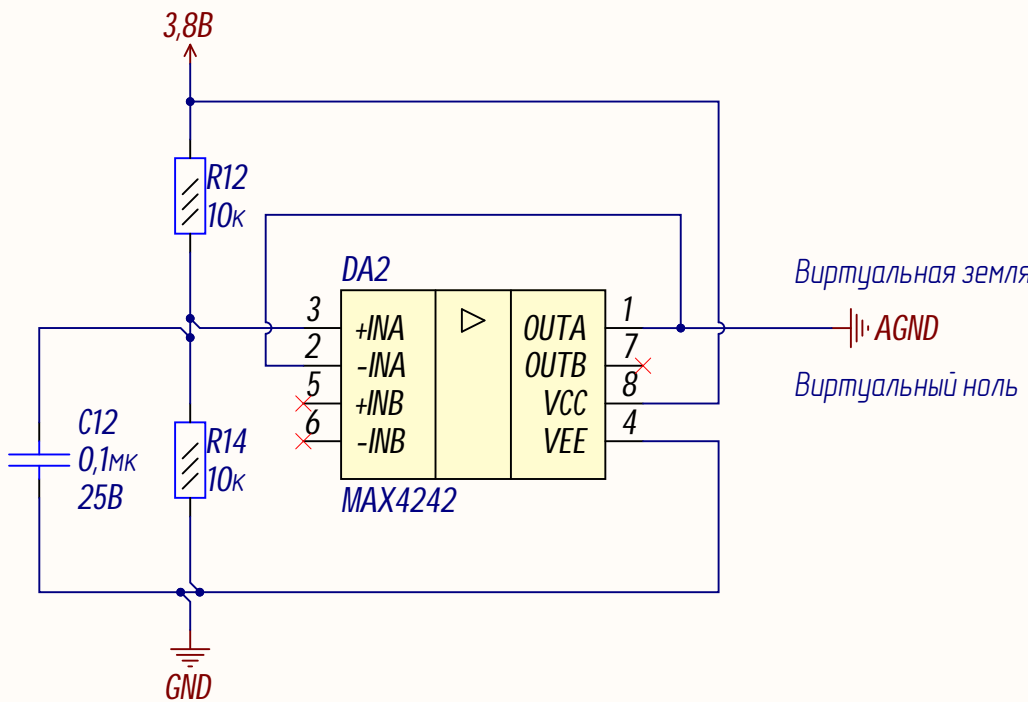 3,8В
R12
10к
DA2
3
+INA
2
-INA
5
+INB
6
-INB
OUTA
1
OUTB
7
VCC
8
VEE
4
MAX4242
Виртуальная земля
AGND
Виртуальный ноль
C12
0,1мк
25В
R14
10к
GND